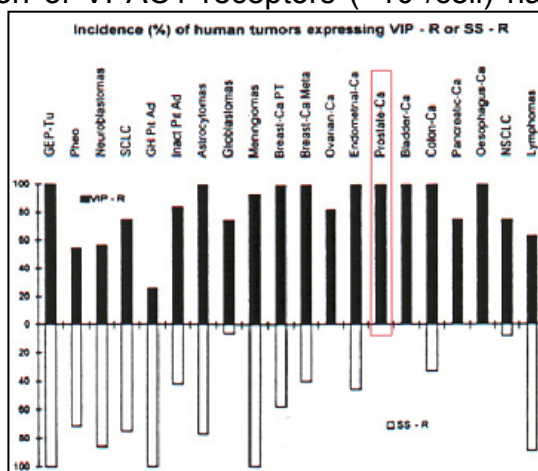 Incidence (%) of human tumors expressing VIP - R or SS - R
GEP-Tu
Pheo
Neuroblastomas
SCLC
GH Pit Ad
Inact Pit Ad
Astrocytomas
Globlastomas
Meningiomas
Breast-Ca PT
Breast-Ca Meta
Ovarian-Ca
Endometrial-Ca
Prostate-Ca
Bladder-Ca
Colon-Ca
Pancreatic-Ca
Oesophagus-Ca
NSCLC
Lymphomas
100
80
60
40
20
0
20
40
60
80
100
VIP - R
SS - R